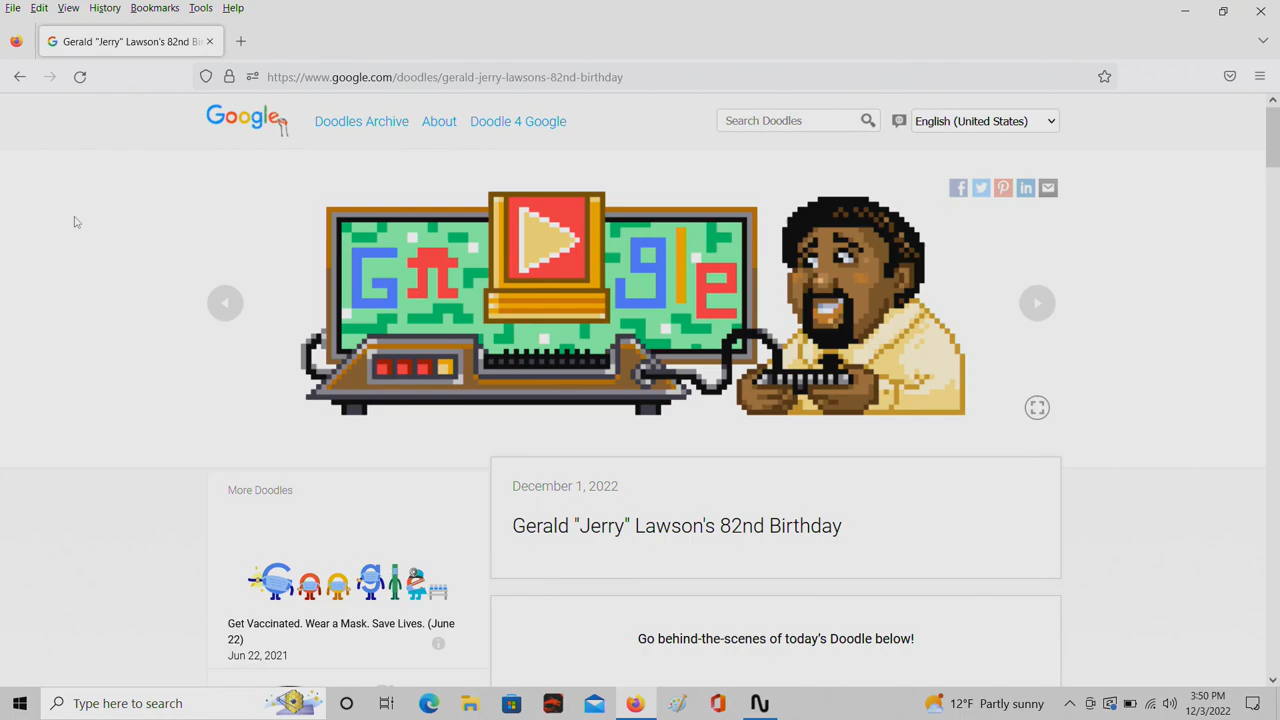 File Edit View History Bookmarks Tools Help
Gerald "Jerry" Lawson's 82nd Bi
https://www.google.com/doodles/gerald-jerry-lawsons-82nd-birthday
Google Doodles Archive About Doodle 4 Google Search Doodles English (United States)
G g l e
December 1, 2022
Gerald "Jerry" Lawson's 82nd Birthday
More Doodles
Google
Get Vaccinated. Wear a Mask. Save Lives. (June
22)
Jun 22, 2021
Go behind-the-scenes of today's Doodle below!
Type here to search
12°F Partly sunny
3:50 PM
12/3/2022